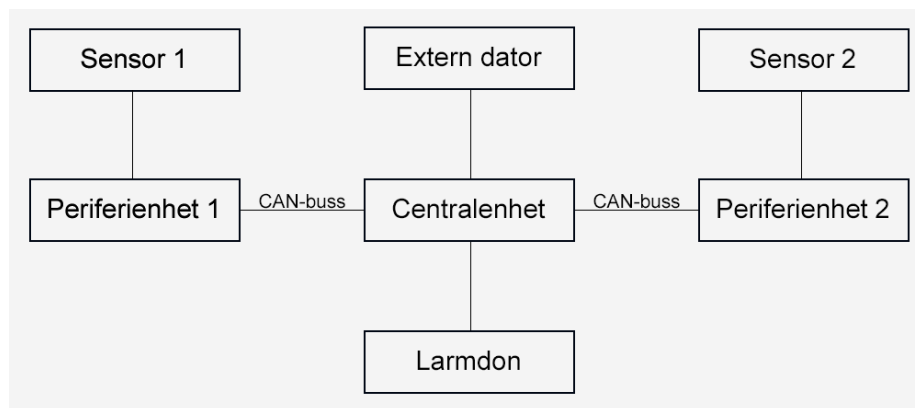 Sensor 1
Extern dator
Sensor 2
Periferienhet 1
CAN-buss
Centralenhet
CAN-buss
Periferienhet 2
Larmdon